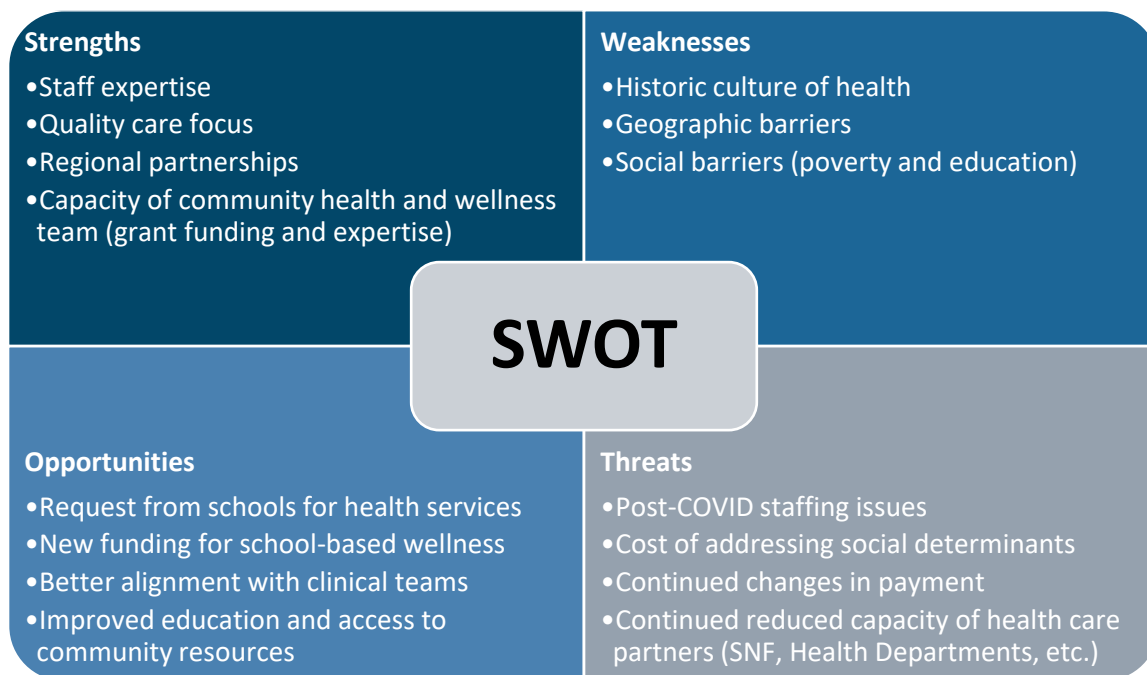 Strengths
•Staff expertise
•Quality care focus
•Regional partnerships
•Capacity of community health and wellness
team (grant funding and expertise)
Weaknesses
•Historic culture of health
•Geographic barriers
•Social barriers (poverty and education)
SWOT
Opportunities
•Request from schools for health services
•New funding for school-based wellness
•Better alignment with clinical teams
•Improved education and access to
community resources
Threats
•Post-COVID staffing issues
•Cost of addressing social determinants
•Continued changes in payment
•Continued reduced capacity of health care
partners (SNF, Health Departments, etc.)